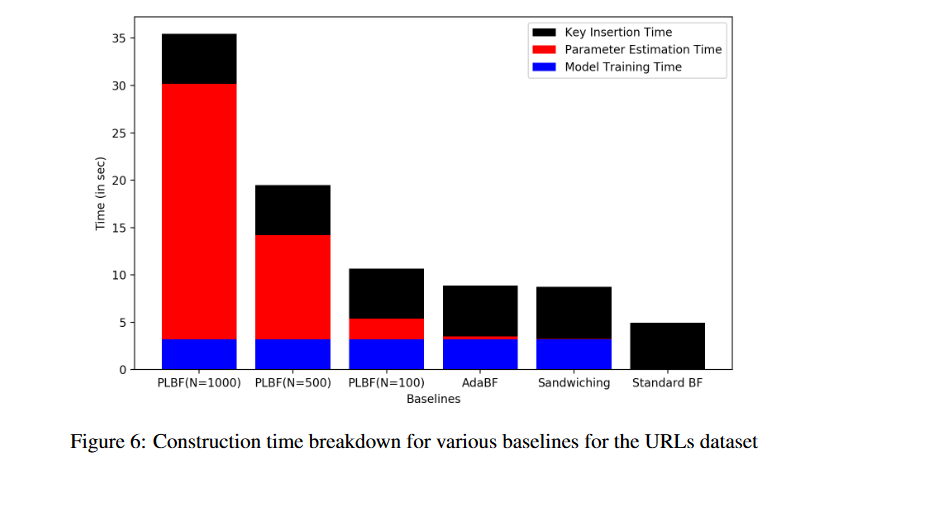 35
30
25
20
15
10
5
0
Time (in sec)
Key Insertion Time
Parameter Estimation Time
Model Training Time
PLBF(N=1000) PLBF(N=500) PLBF(N=100) AdaBF Sandwiching Standard BF
Baselines
Figure 6: Construction time breakdown for various baselines for the URLs dataset